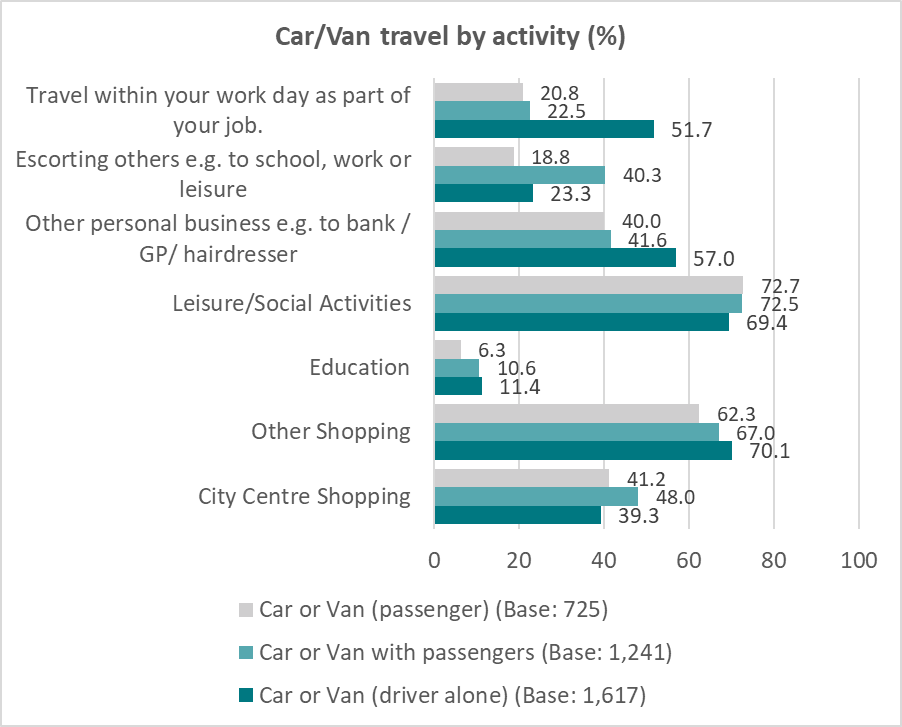 Car/Van travel by activity (%)
Travel within your work day as part of
your job.
20.8
22.5
51.7
Escorting others e.g. to school, work or
leisure
18.8
40.3
23.3
Other personal business e.g. to bank /
GP/ hairdresser
40.0
41.6
57.0
Leisure/Social Activities
72.7
72.5
69.4
Education
6.3
10.6
11.4
Other Shopping
62.3
67.0
70.1
City Centre Shopping
41.2
48.0
39.3
0 20 40 60 80 100
Car or Van (passenger) (Base: 725)
Car or Van with passengers (Base: 1,241)
Car or Van (driver alone) (Base: 1,617)